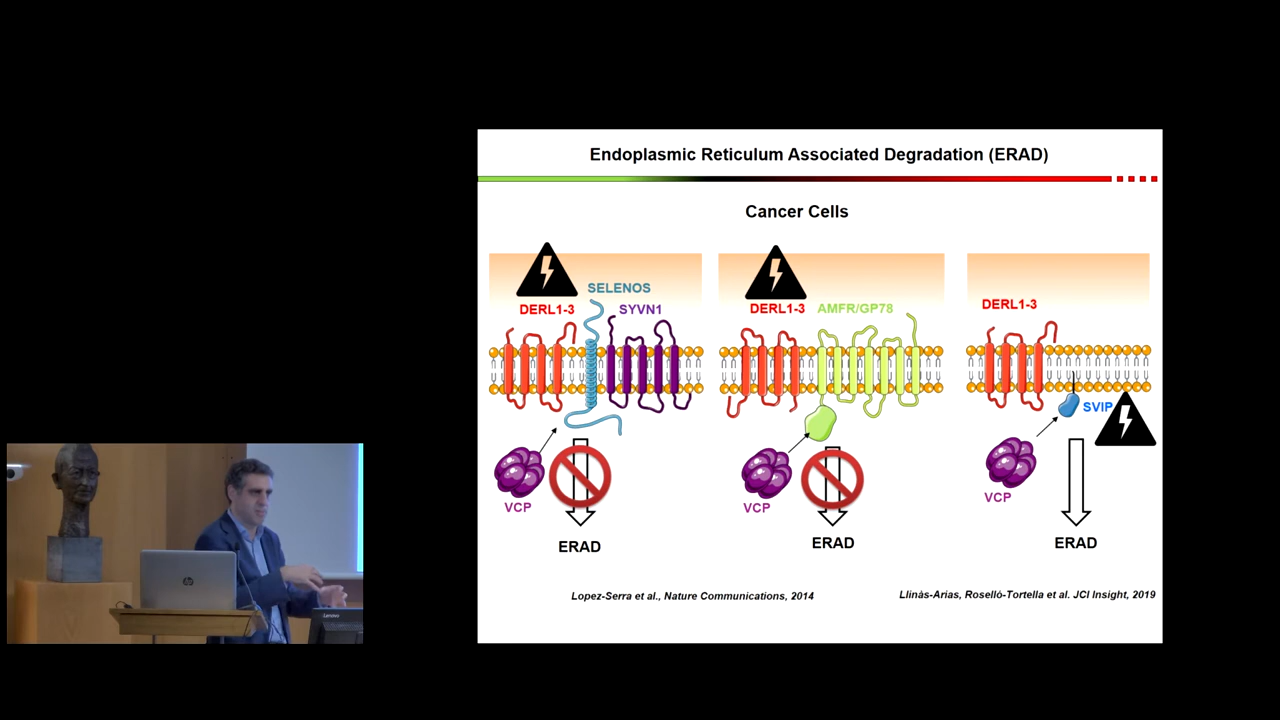 Endoplasmic Reticulum Associated Degradation (ERAD)
Cancer Cells
SELENOS
DERL1-3
SYVN1
VCP
ERAD
DERL1-3
AMFR/GP78
VCP
ERAD
DERL1-3
SVIP
VCP
ERAD
Lopez-Serra et al., Nature Communications, 2014
Llinàs-Arias, Roselló-Tortella et al. JCI Insight, 2019
hp
Lenovo